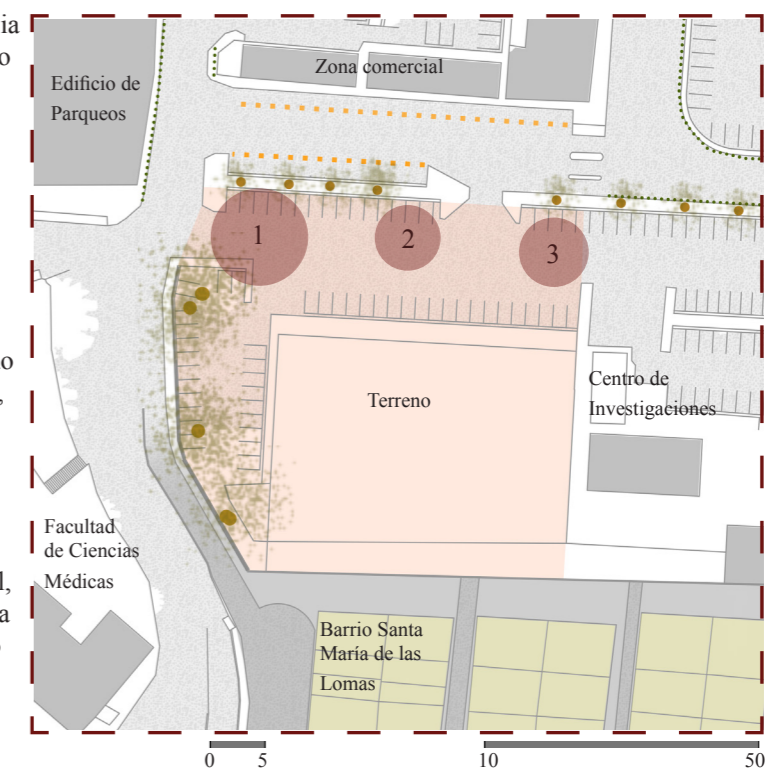 ia
o
Edificio de
Parqueos
Zona comercial
1
2
3
o
,
Terreno
Centro de
Investigaciones
Facultad
de Ciencias
Médicas
l,
a
Barrio Santa
María de las
Lomas
0 5 10 50